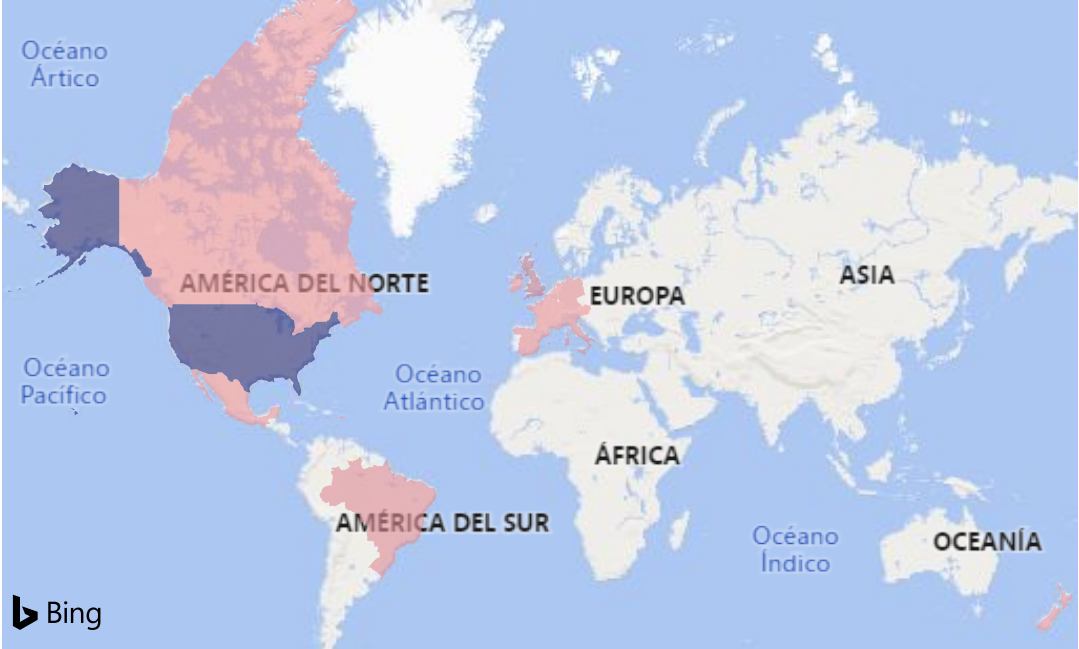 Océano
Ártico
AMÉRICA DEL NORTE
EUROPA
ASIA
Océano
Pacífico
Océano
Atlántico
ÁFRICA
AMÉRICA DEL SUR
Océano
Índico
OCEANÍA
Bing